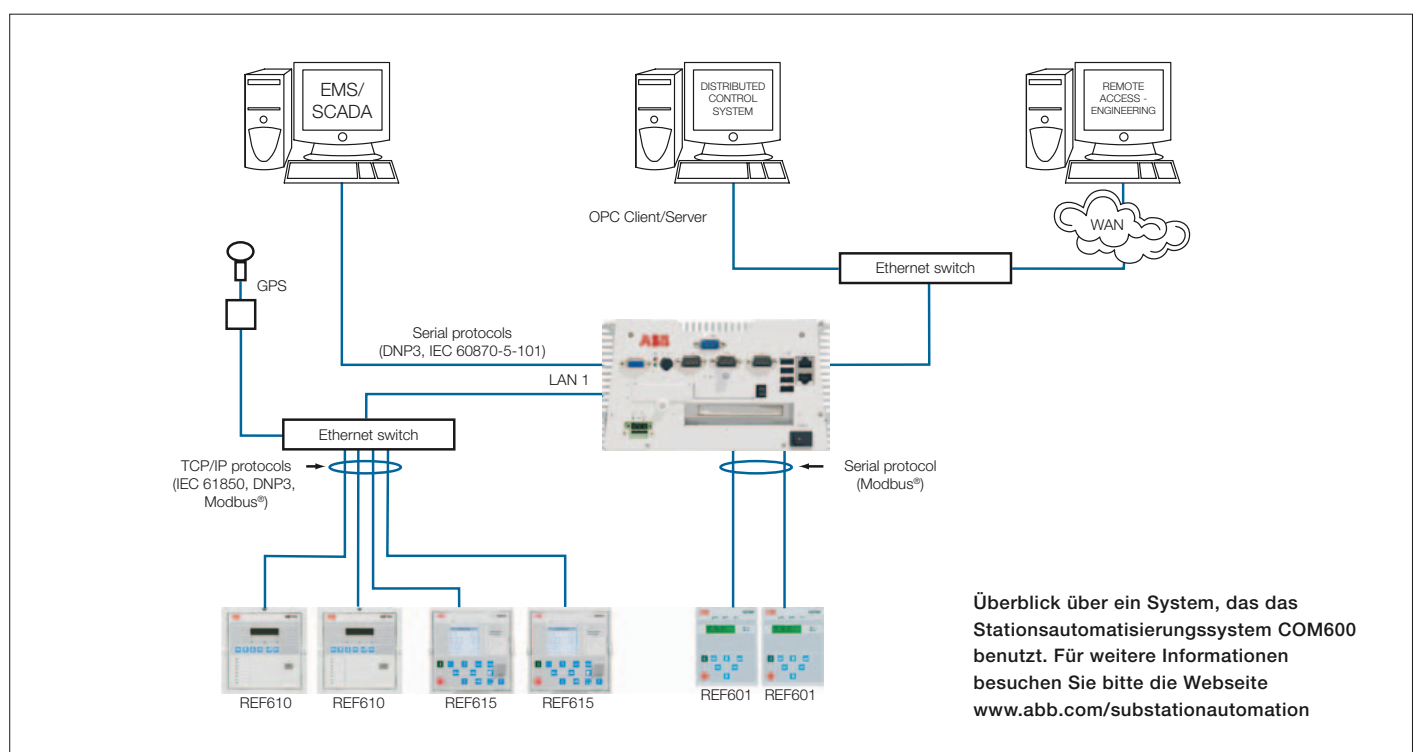 EMS/
SCADA
DISTRIBUTED
CONTROL
SYSTEM
REMOTE
ACCESS -
ENGINEERING
OPC Client/Server
WAN
Ethernet switch
GPS
Serial protocols
(DNP3, IEC 60870-5-101)
ABB
LAN 1
Ethernet switch
TCP/IP protocols
(IEC 61850, DNP3,
Modbus®)
Serial protocol
(Modbus®)
REF610
REF610
REF615
REF615
REF601
REF601
Überblick über ein System, das das
Stationsautomatisierungssystem COM600
benutzt. Für weitere Informationen
besuchen Sie bitte die Webseite
www.abb.com/substationautomation